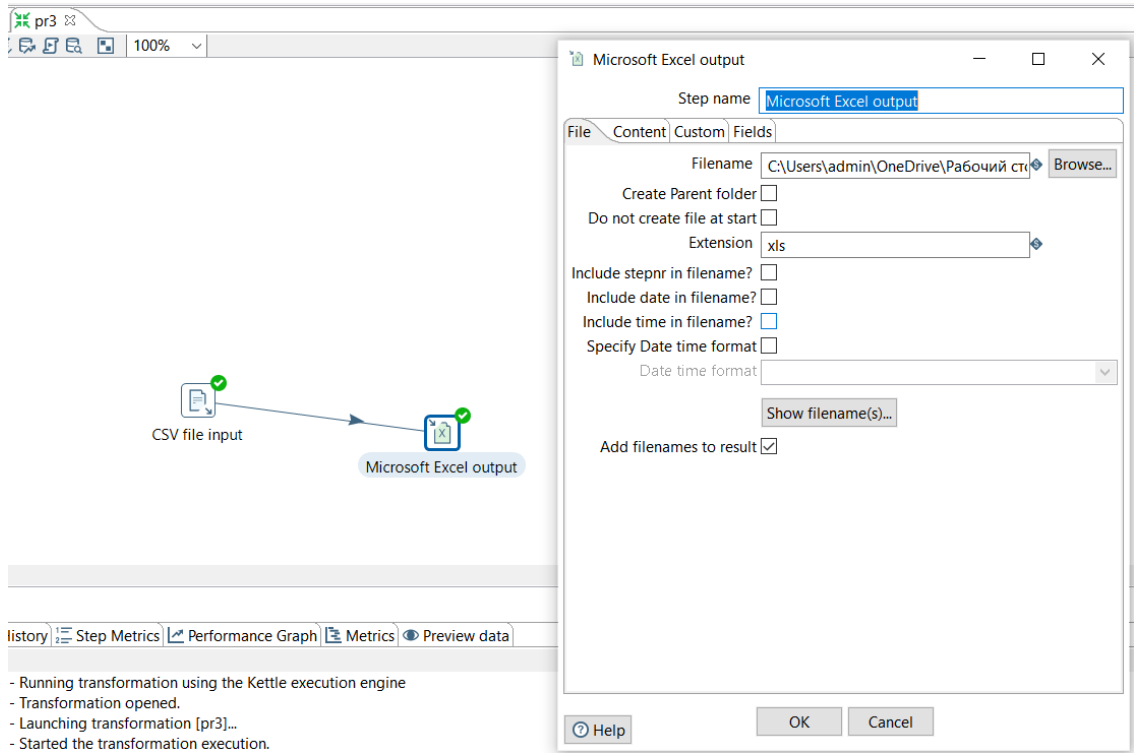 pr3
100%
CSV file input
Microsoft Excel output
History Step Metrics Performance Graph Metrics Preview data
- Running transformation using the Kettle execution engine
- Transformation opened.
- Launching transformation [pr3]...
- Started the transformation execution.
Microsoft Excel output
Step name Microsoft Excel output
File Content Custom Fields
Filename C:\Users\admin\OneDrive\Рабочий сто Browse...
Create Parent folder
Do not create file at start
Extension xls
Include stepnr in filename?
Include date in filename?
Include time in filename?
Specify Date time format
Date time format
Show filename(s)...
Add filenames to result
Help OK Cancel